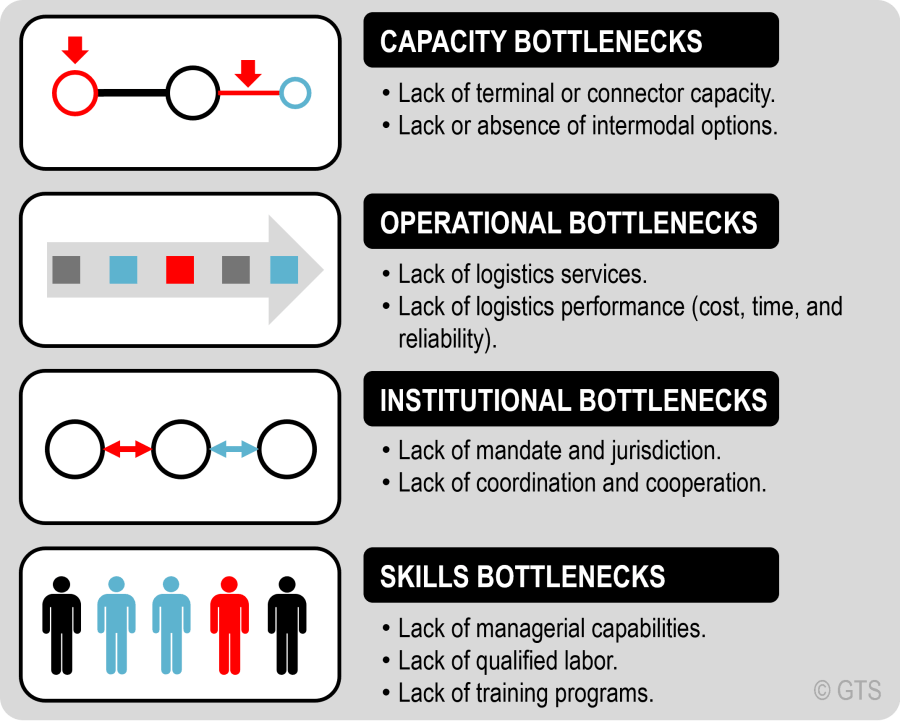 CAPACITY BOTTLENECKS
• Lack of terminal or connector capacity.
• Lack or absence of intermodal options.
OPERATIONAL BOTTLENECKS
• Lack of logistics services.
• Lack of logistics performance (cost, time, and
reliability).
INSTITUTIONAL BOTTLENECKS
• Lack of mandate and jurisdiction.
• Lack of coordination and cooperation.
SKILLS BOTTLENECKS
• Lack of managerial capabilities.
• Lack of qualified labor.
• Lack of training programs.
© GTS